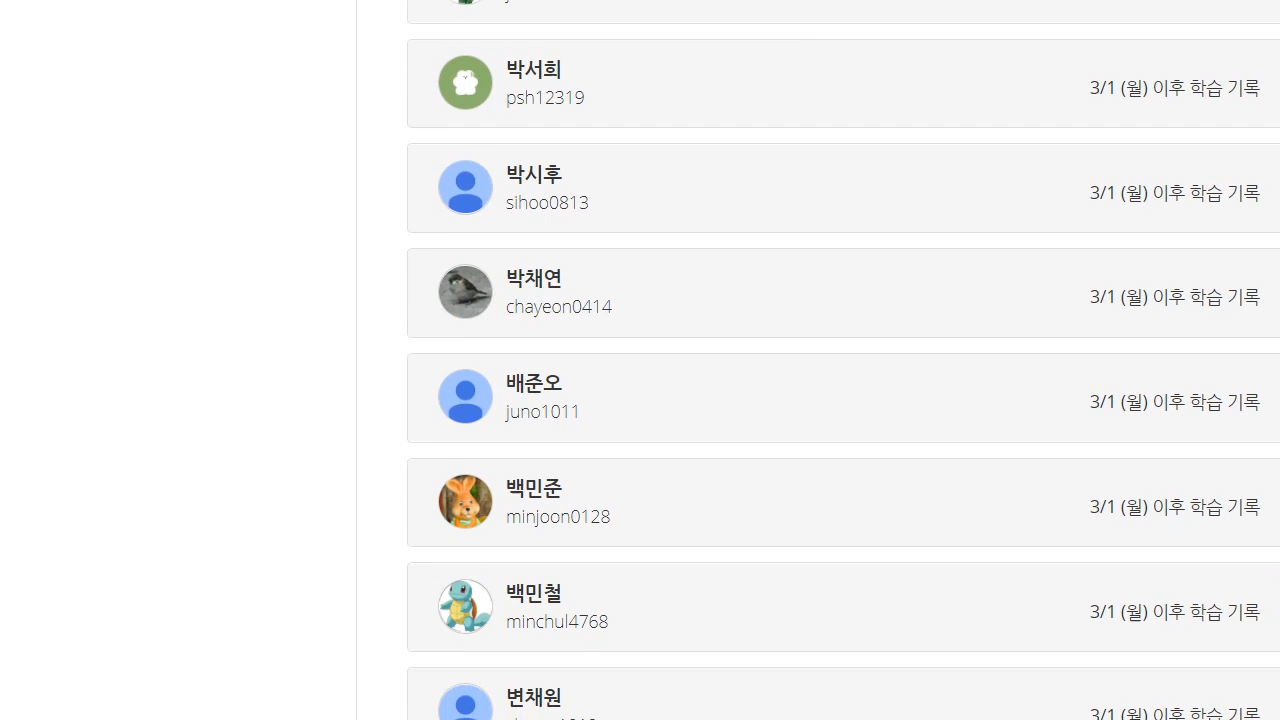 박서희
psh12319
3/1 (월) 이후 학습 기록
박시후
sihoo0813
3/1 (월) 이후 학습 기록
박채연
chayeon0414
3/1 (월) 이후 학습 기록
배준오
juno1011
3/1 (월) 이후 학습 기록
백민준
minjoon0128
3/1 (월) 이후 학습 기록
백민철
minchul4768
3/1 (월) 이후 학습 기록
변채원
3/1 (월) 이후 학습 기록